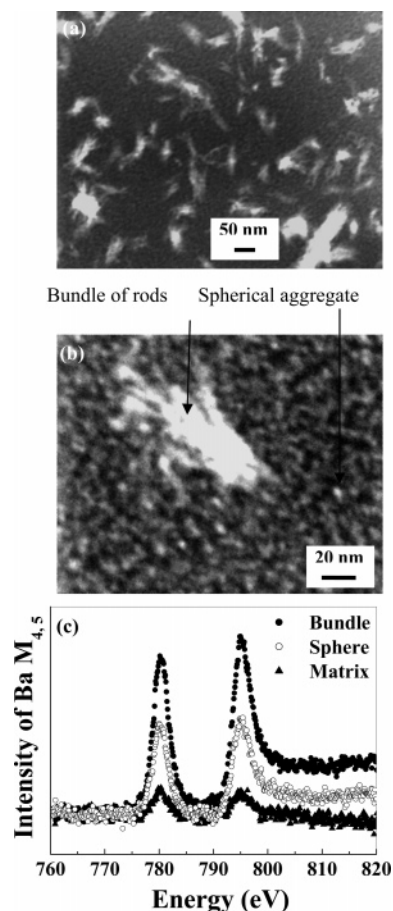 (a)
50 nm
Bundle of rods Spherical aggregate
(b)
20 nm
(c)
Bundle
Sphere
Matrix
Intensity of Ba M4,5
760 770 780 790 800 810 820
Energy (eV)